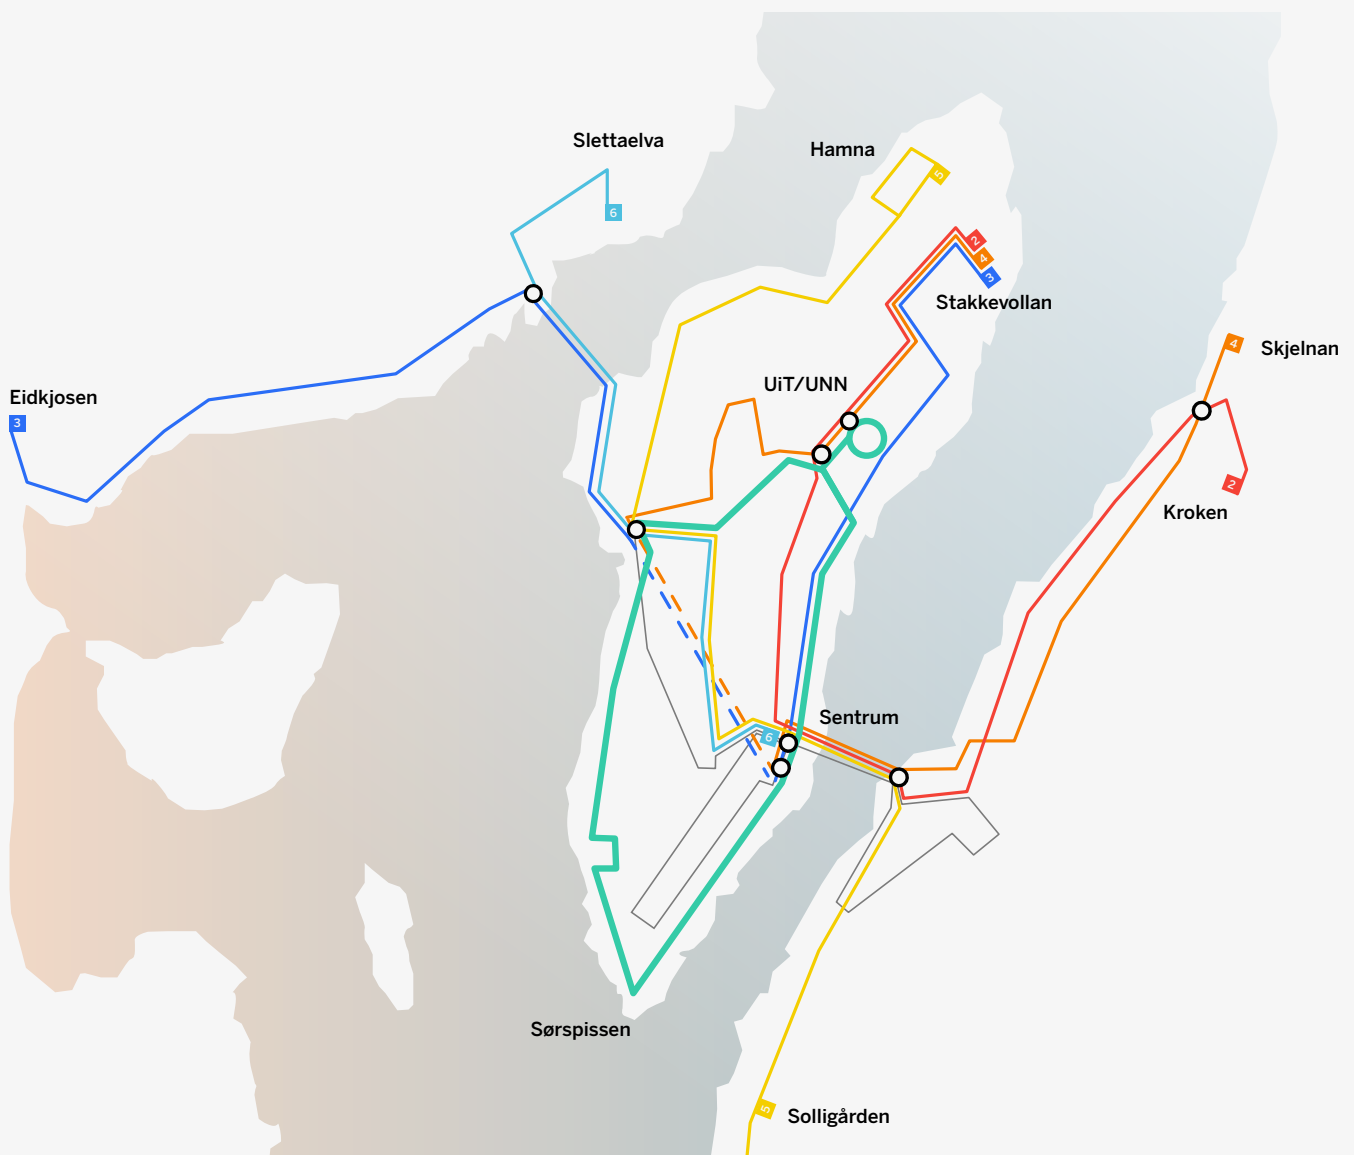 Slettaelva
6
Hamna
5
2
4
3
Stakkevollan
4
Skjelnan
UiT/UNN
Eidkjosen
3
2
Kroken
Sentrum
6
Sørspissen
5
Solligården